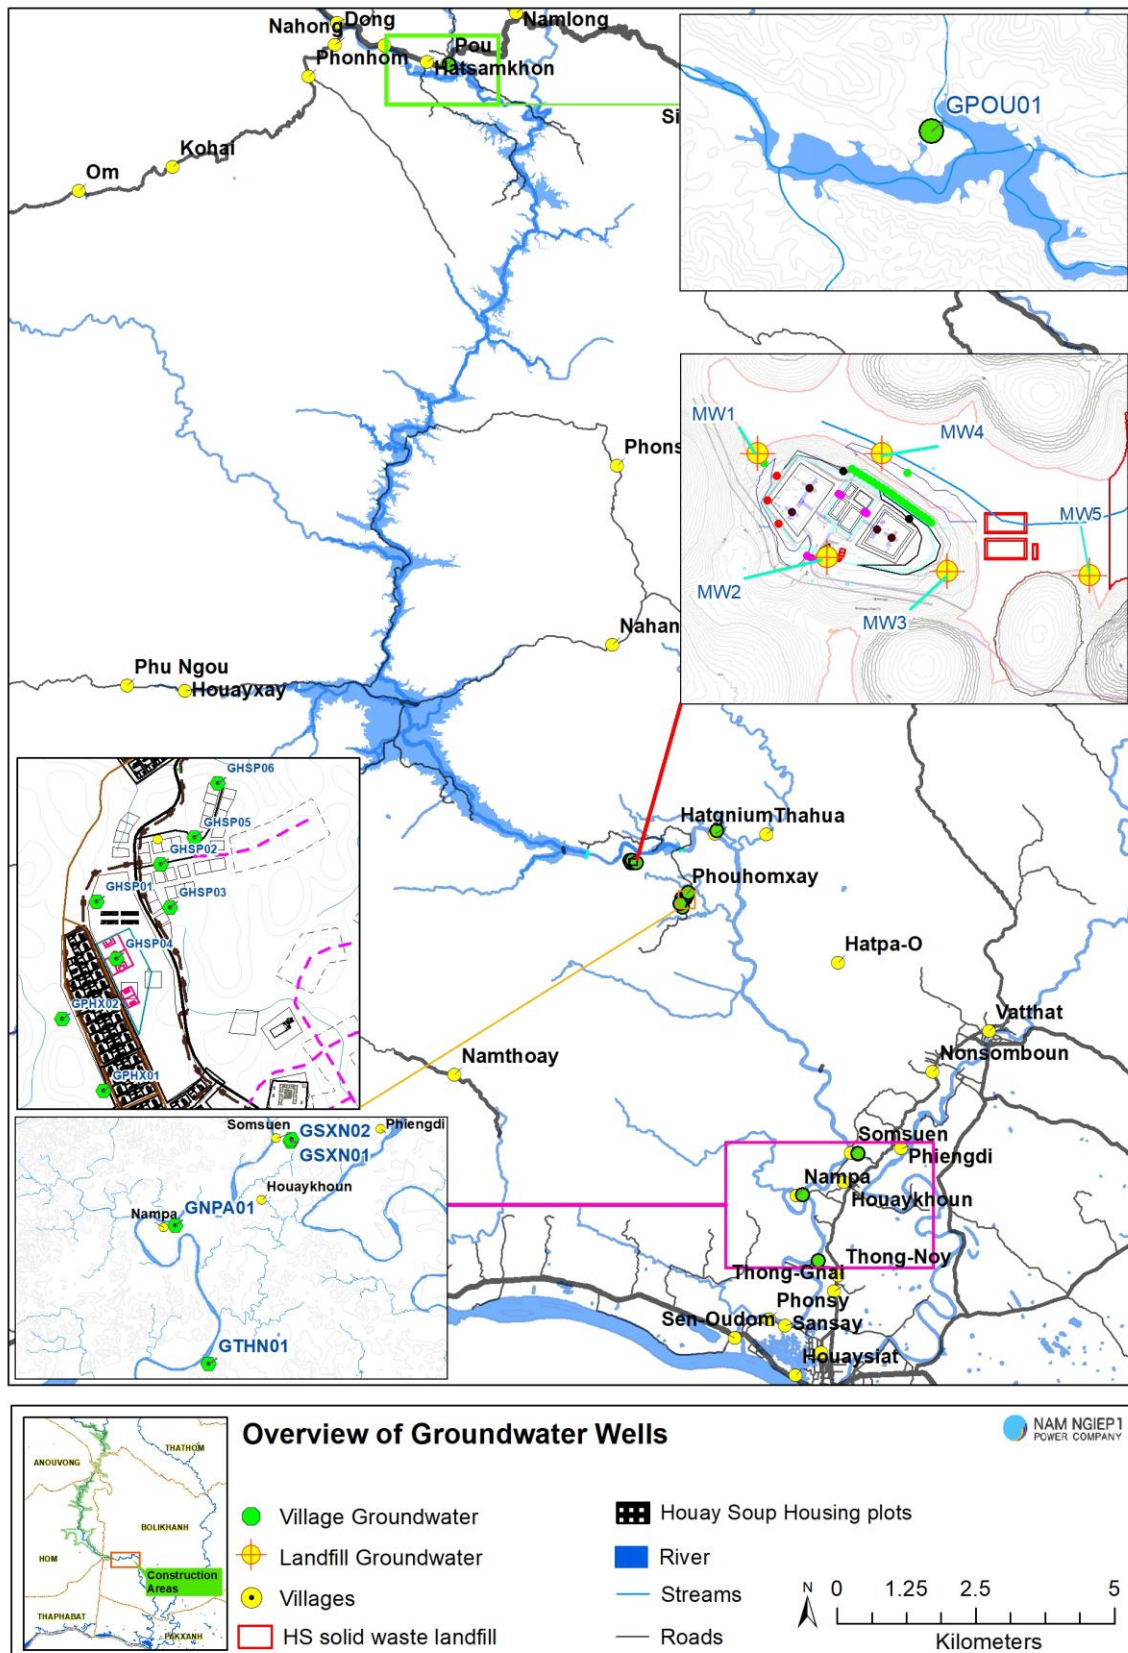 Dong
Nahong
Namlong
Pou
Phonhom
Hatsamkhon
Si
Kohai
Om
GPOU01
MW1
MW4
MW5
MW2
MW3
Phons
Nahan
Phu Ngou
Houayxay
GHSP06
GHSP05
GHSP02
GHSP01
GHSP03
GHSP04
GPHX02
GPHX01
Hatgnium
Thahua
Phouhomxay
Hatpa-O
Vatthat
Nonsomboun
Namthoay
Somsuen
Phiengdi
Nampa
Houaykhoun
Thong-Noy
Thong-Gnai
Phonsy
Sen-Oudom
Sansay
Houaysiat
Somsuen
GSXN02
Phiengdi
GSXN01
Houaykhoun
GNPA01
Nampa
GTHN01
THATHOM
ANOUVONG
BOLIKHANH
HOM
Construction
Areas
THAPHABAT
PAKXANH
Overview of Groundwater Wells
NAM NGIEP1
POWER COMPANY
Village Groundwater
Landfill Groundwater
Villages
HS solid waste landfill
Houay Soup Housing plots
River
Streams
Roads
N
0 1.25 2.5 5
Kilometers